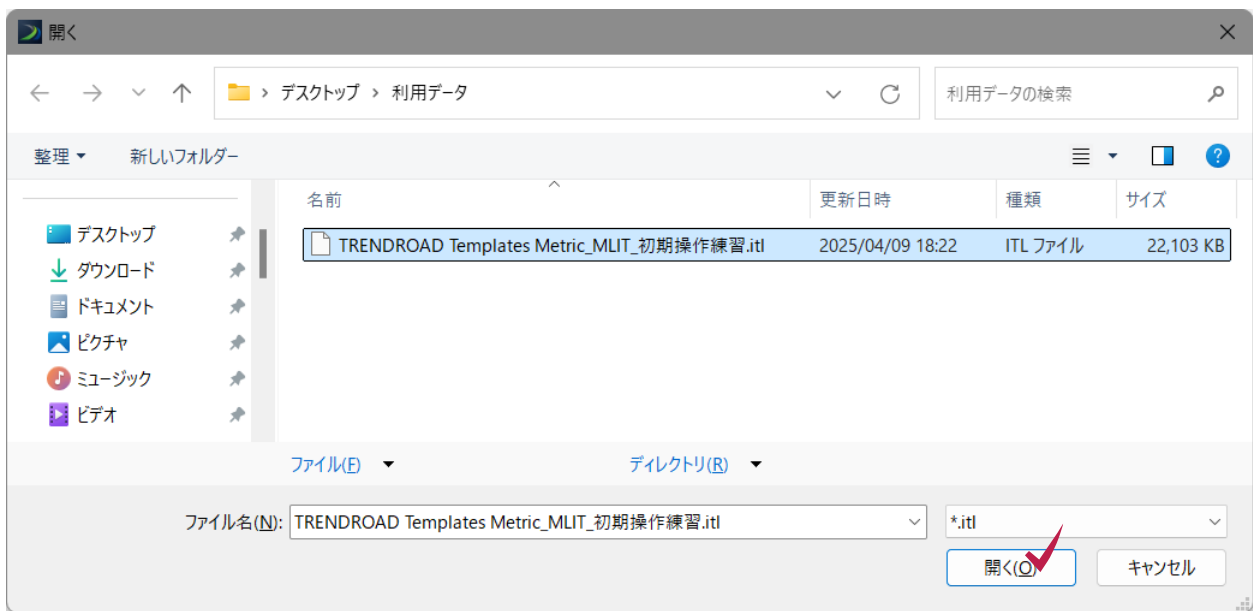 開く
デスクトップ › 利用データ
利用データの検索
整理
新しいフォルダー
名前 更新日時 種類 サイズ
デスクトップ
ダウンロード
ドキュメント
ピクチャ
ミュージック
ビデオ
TRENDROAD Templates Metric_MLIT_初期操作練習.itl 2025/04/09 18:22 ITL ファイル 22,103 KB
ファイル(F) ディレクトリ(R)
ファイル名(N): TRENDROAD Templates Metric_MLIT_初期操作練習.itl *.itl
開く(O) キャンセル